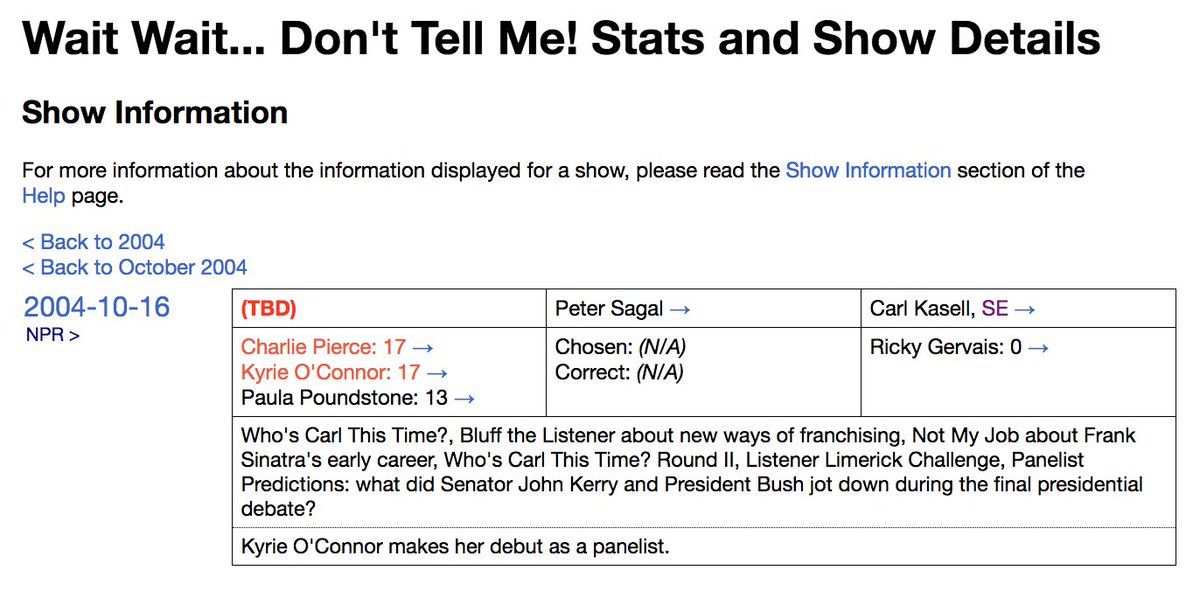 Wait Wait... Don't Tell Me! Stats and Show Details
Show Information
For more information about the information displayed for a show, please read the Show Information section of the
Help page.
< Back to 2004
< Back to October 2004
2004-10-16
NPR >
(TBD)
Peter Sagal →
Carl Kasell, SE →
Charlie Pierce: 17 →
Kyrie O'Connor: 17 →
Paula Poundstone: 13 →
Chosen: (N/A)
Correct: (N/A)
Ricky Gervais: 0 →
Who's Carl This Time?, Bluff the Listener about new ways of franchising, Not My Job about Frank
Sinatra's early career, Who's Carl This Time? Round II, Listener Limerick Challenge, Panelist
Predictions: what did Senator John Kerry and President Bush jot down during the final presidential
debate?
Kyrie O'Connor makes her debut as a panelist.